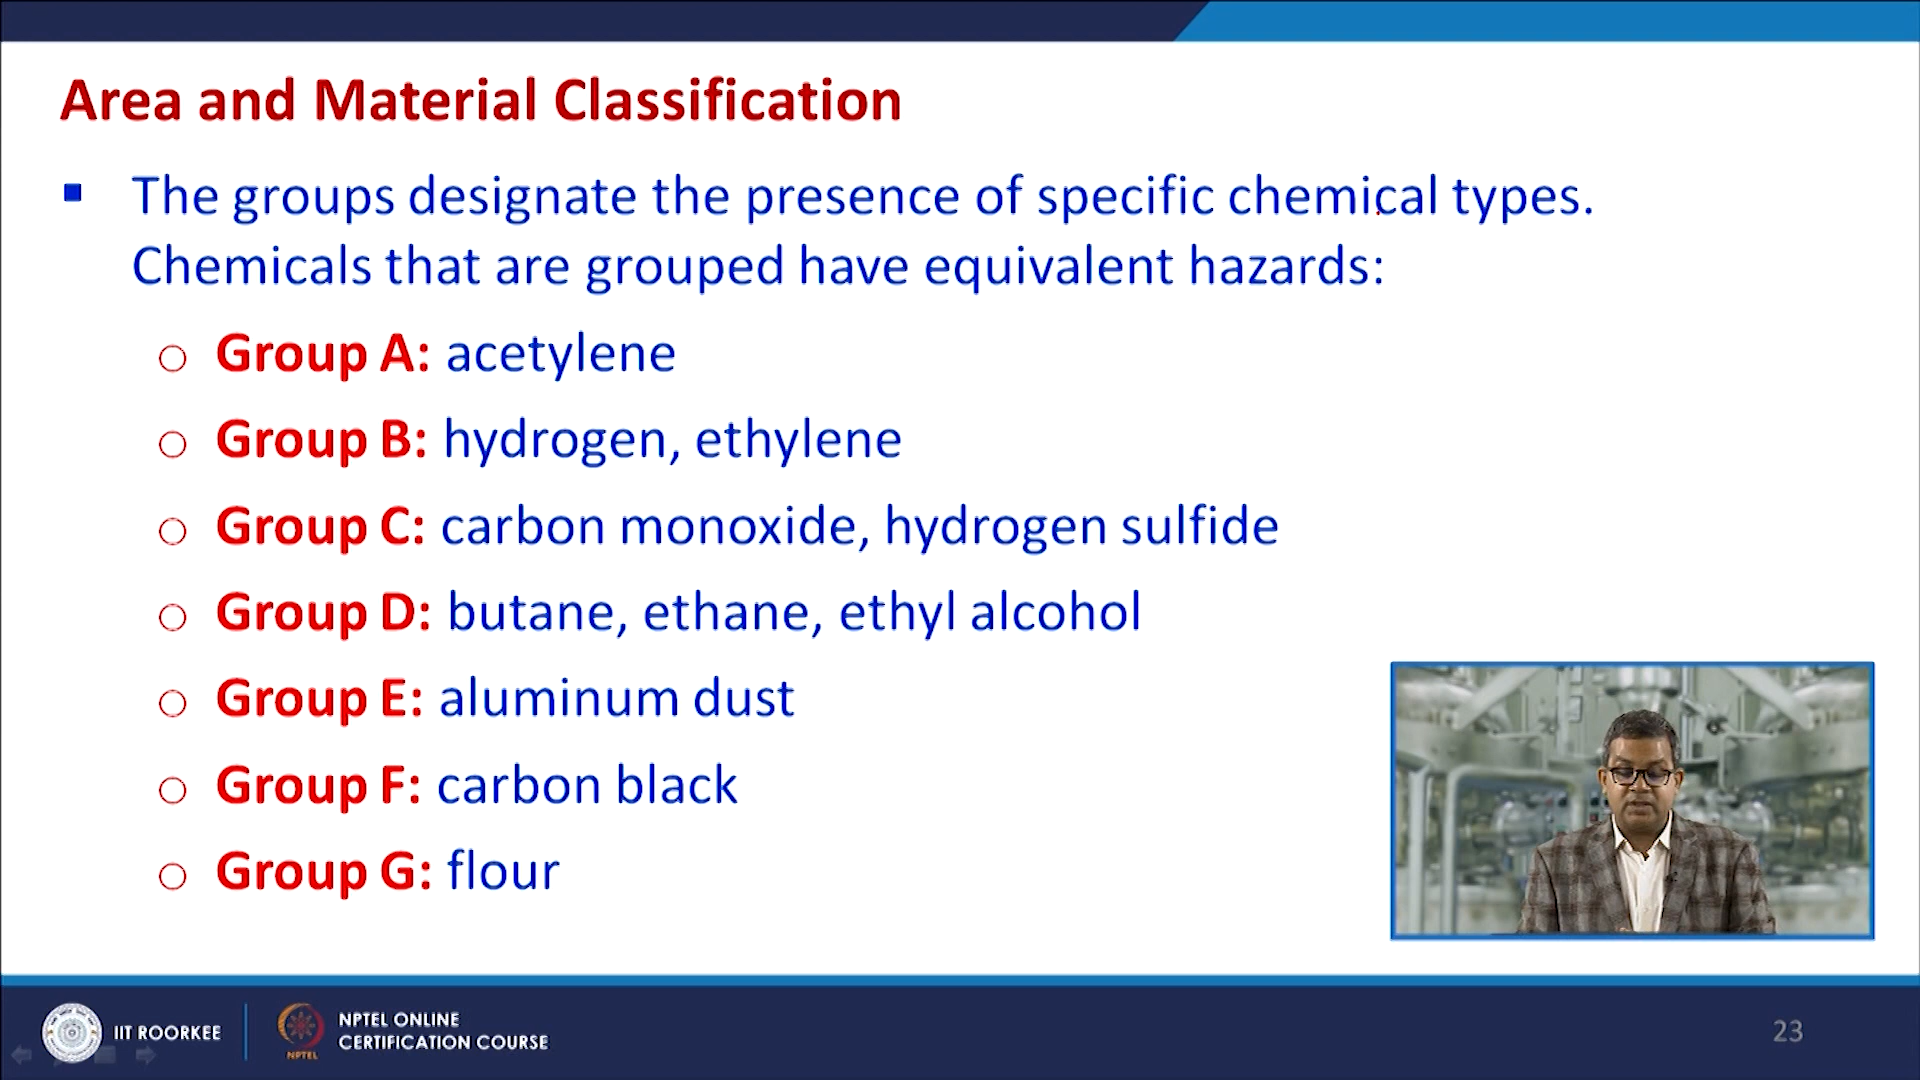 Area and Material Classification
The groups designate the presence of specific chemical types.
Chemicals that are grouped have equivalent hazards:
Group A: acetylene
Group B: hydrogen, ethylene
Group C: carbon monoxide, hydrogen sulfide
Group D: butane, ethane, ethyl alcohol
Group E: aluminum dust
Group F: carbon black
Group G: flour
IIT ROORKEE
NPTEL
NPTEL ONLINE
CERTIFICATION COURSE
23